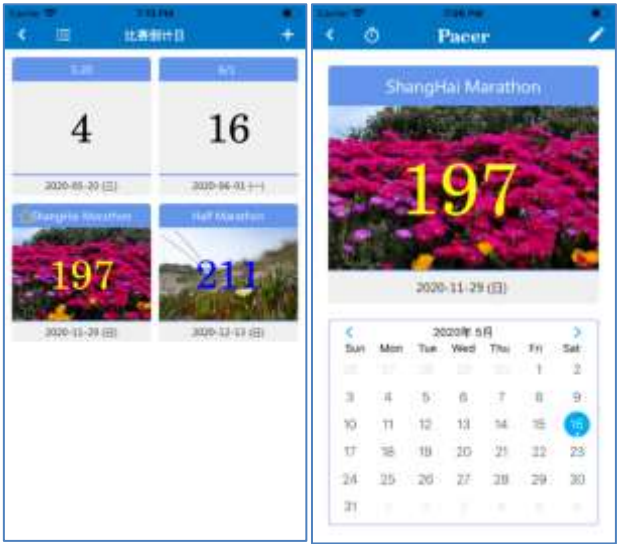 比赛倒计日
5.20
6/1
4
16
2020-05-20 (三)
2020-06-01 (一)
ShangHai Marathon
Half Marathon
197
211
2020-11-29 (日)
2020-12-13 (日)
Pacer
ShangHai Marathon
197
2020-11-29 (日)
2020年 5月
Sun Mon Tue Wed Thu Fri Sat
1 2
3 4 5 6 7 8 9
10 11 12 13 14 15 16
17 18 19 20 21 22 23
24 25 26 27 28 29 30
31